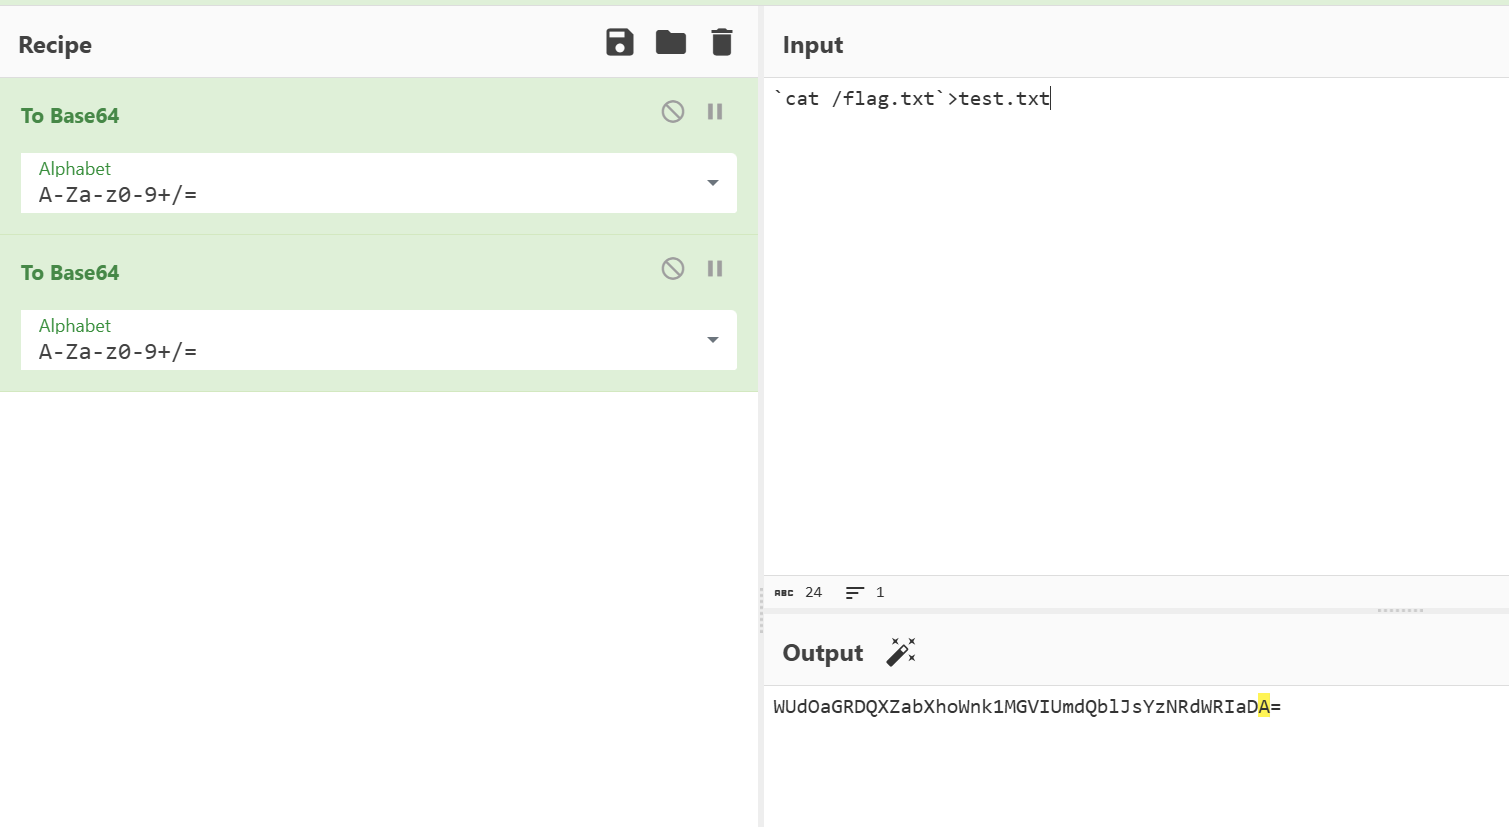 Recipe
To Base64
Alphabet
A-Za-z0-9+/=
To Base64
Alphabet
A-Za-z0-9+/=
Input
`cat /flag.txt`>test.txt
ABC 24 1
Output
WUdOaGRDQXZabXhoWnk1MGVIUmdQblJsYzNRdWRIaDA=